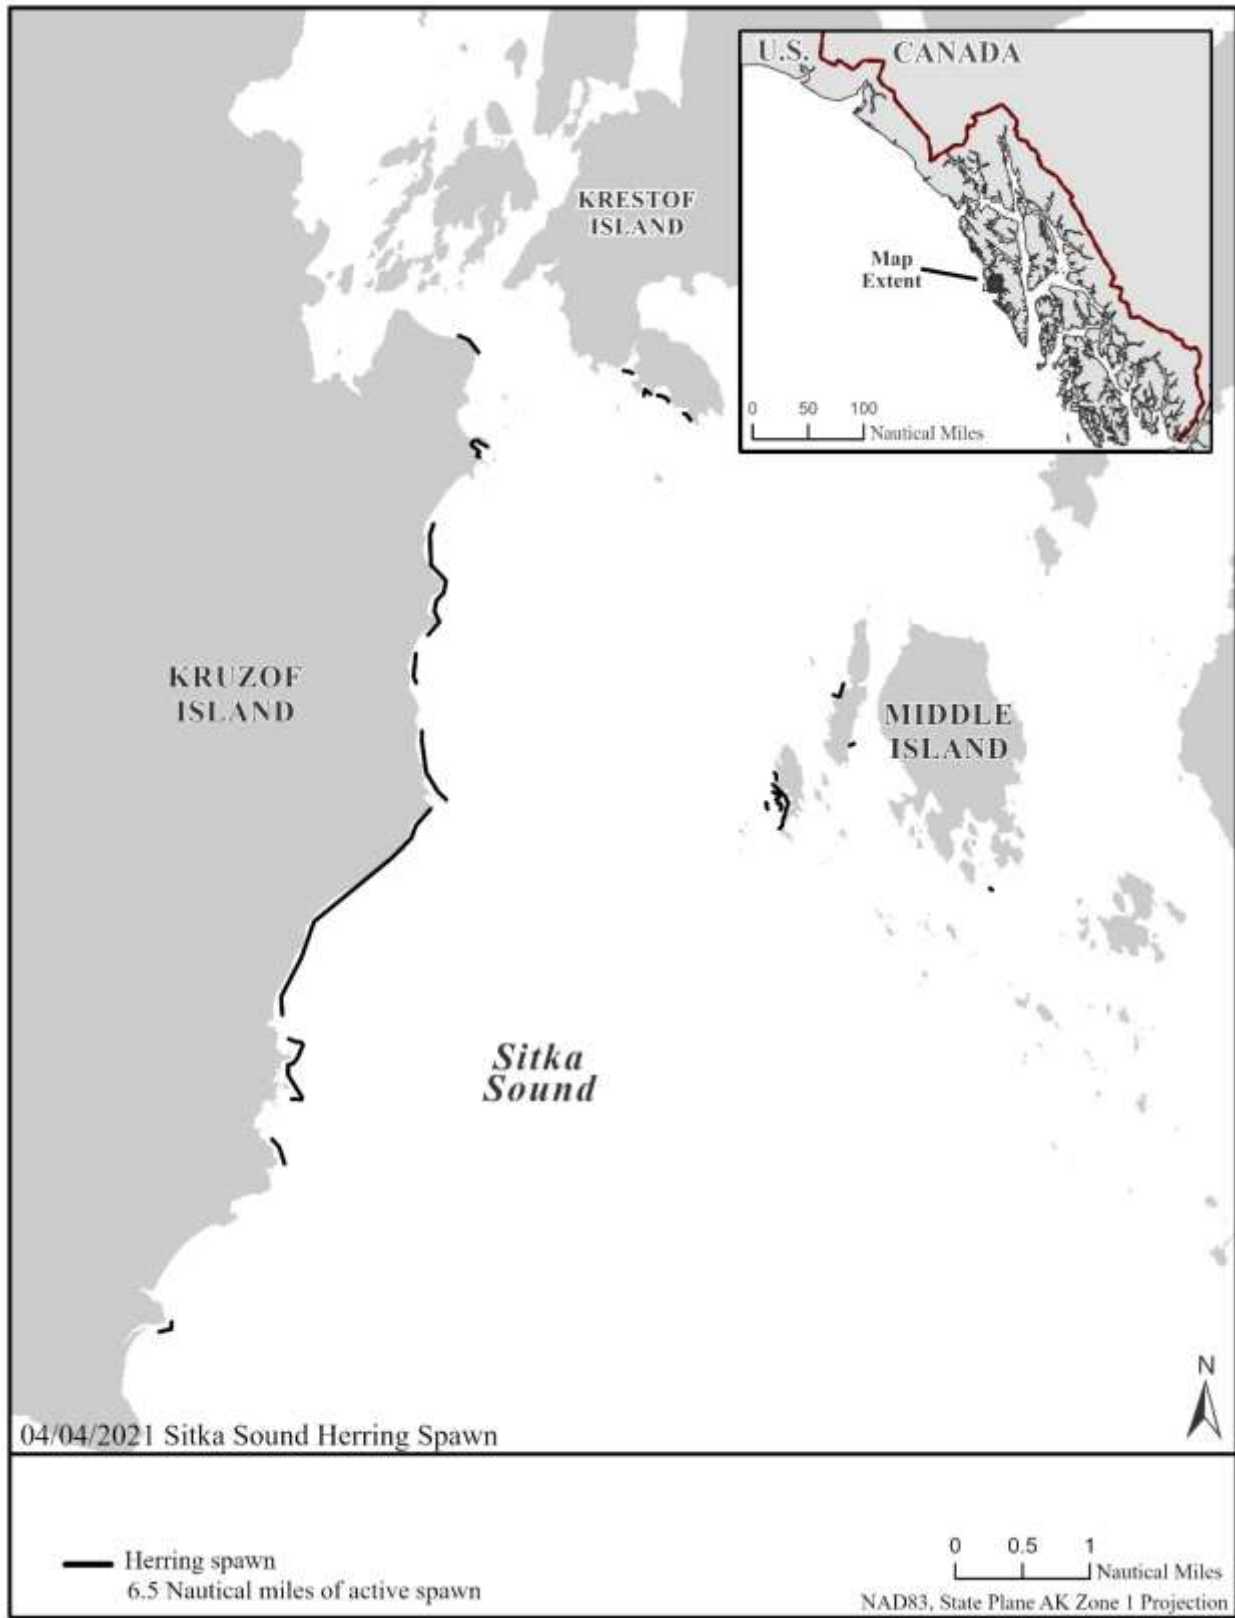 U.S. CANADA
KRESTOF
ISLAND
Map
Extent
0 50 100
Nautical Miles
KRUZOF
ISLAND
MIDDLE
ISLAND
Sitka
Sound
N
04/04/2021 Sitka Sound Herring Spawn
Herring spawn
6.5 Nautical miles of active spawn
0 0.5 1
Nautical Miles
NAD83, State Plane AK Zone 1 Projection